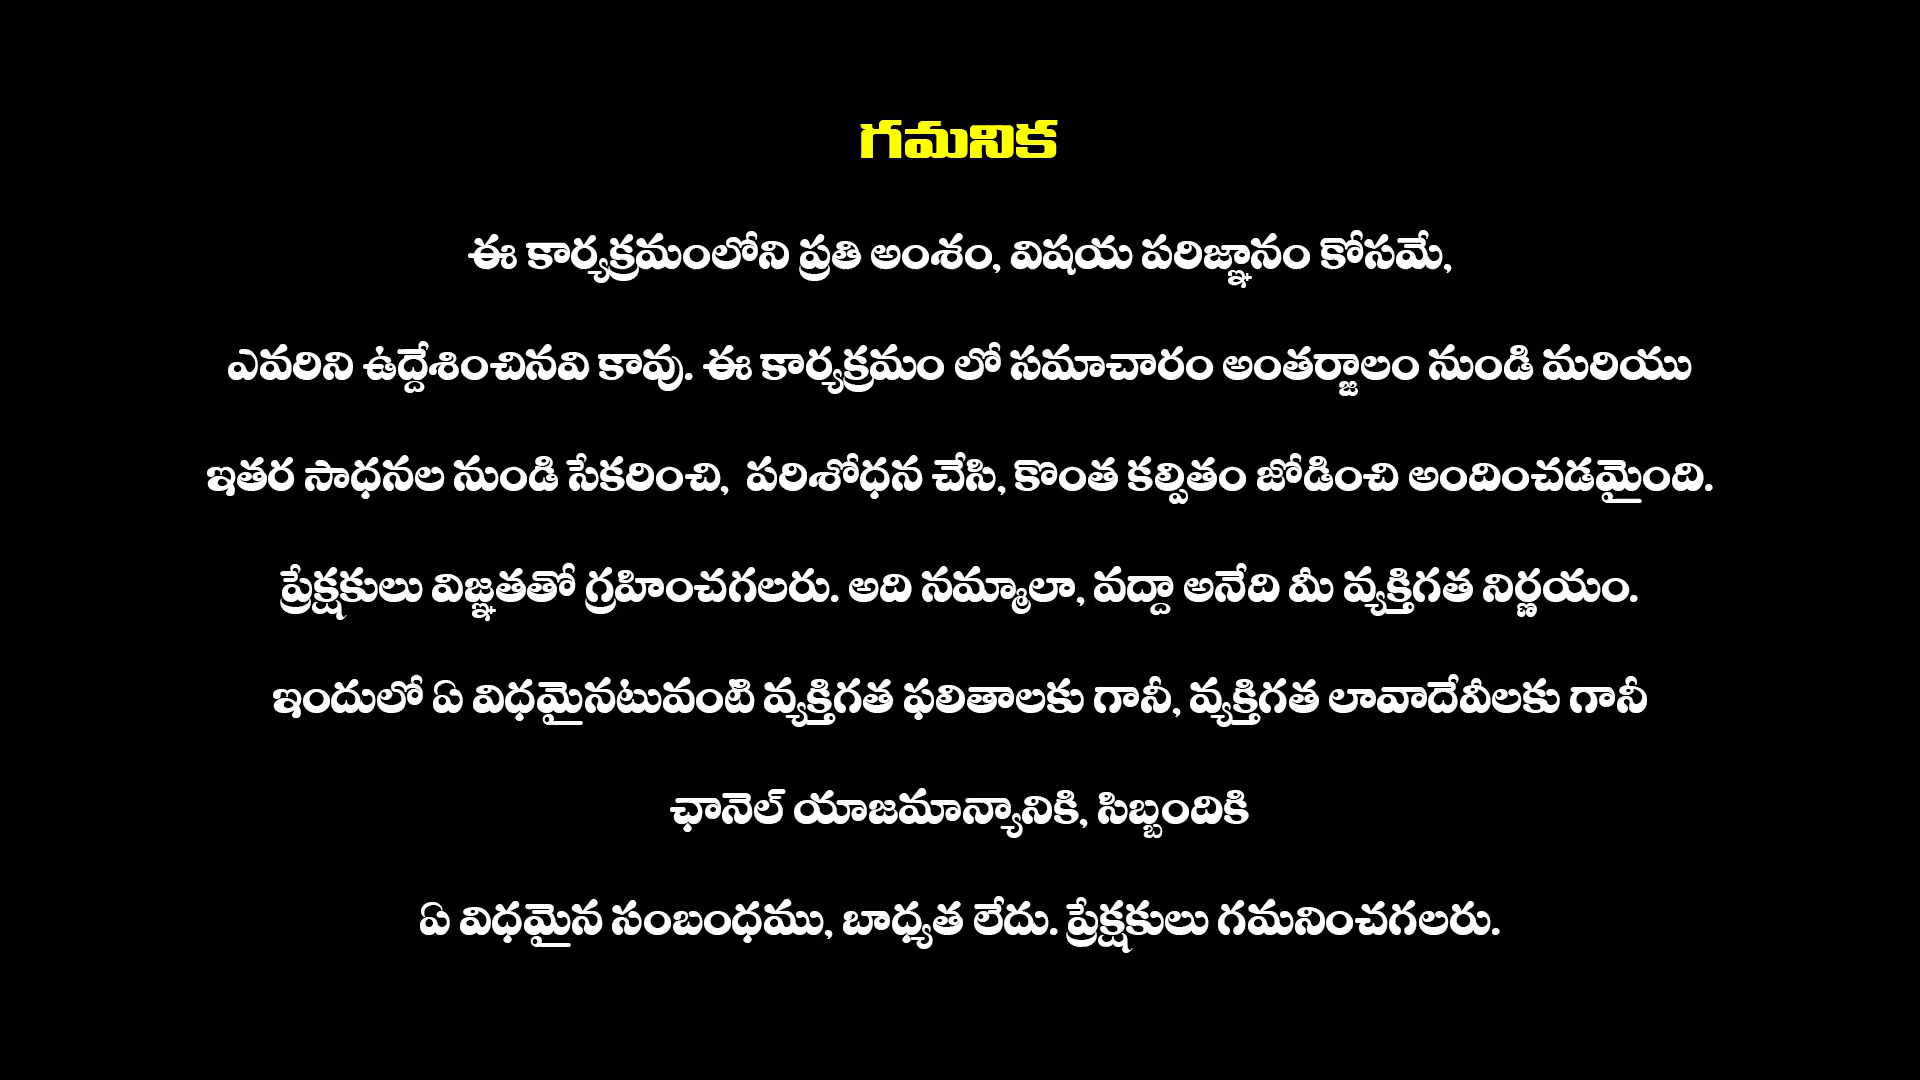 గమనిక
ఈ కార్యక్రమంలోని ప్రతి అంశం, విషయ పరిజ్ఞానం కోసమే,
ఎవరిని ఉద్దేశించినవి కావు. ఈ కార్యక్రమం లో సమాచారం అంతర్జాలం నుండి మరియు
ఇతర సాధనల నుండి సేకరించి, పరిశోధన చేసి, కొంత కల్పితం జోడించి అందించడమైంది.
ప్రేక్షకులు విజ్ఞతతో గ్రహించగలరు. అది నమ్మాలా, వద్దా అనేది మీ వ్యక్తిగత నిర్ణయం.
ఇందులో ఏ విధమైనటువంటి వ్యక్తిగత ఫలితాలకు గానీ, వ్యక్తిగత లావాదేవీలకు గానీ
ఛానెల్ యాజమాన్యానికి, సిబ్బందికి
ఏ విధమైన సంబంధము, బాధ్యత లేదు. ప్రేక్షకులు గమనించగలరు.